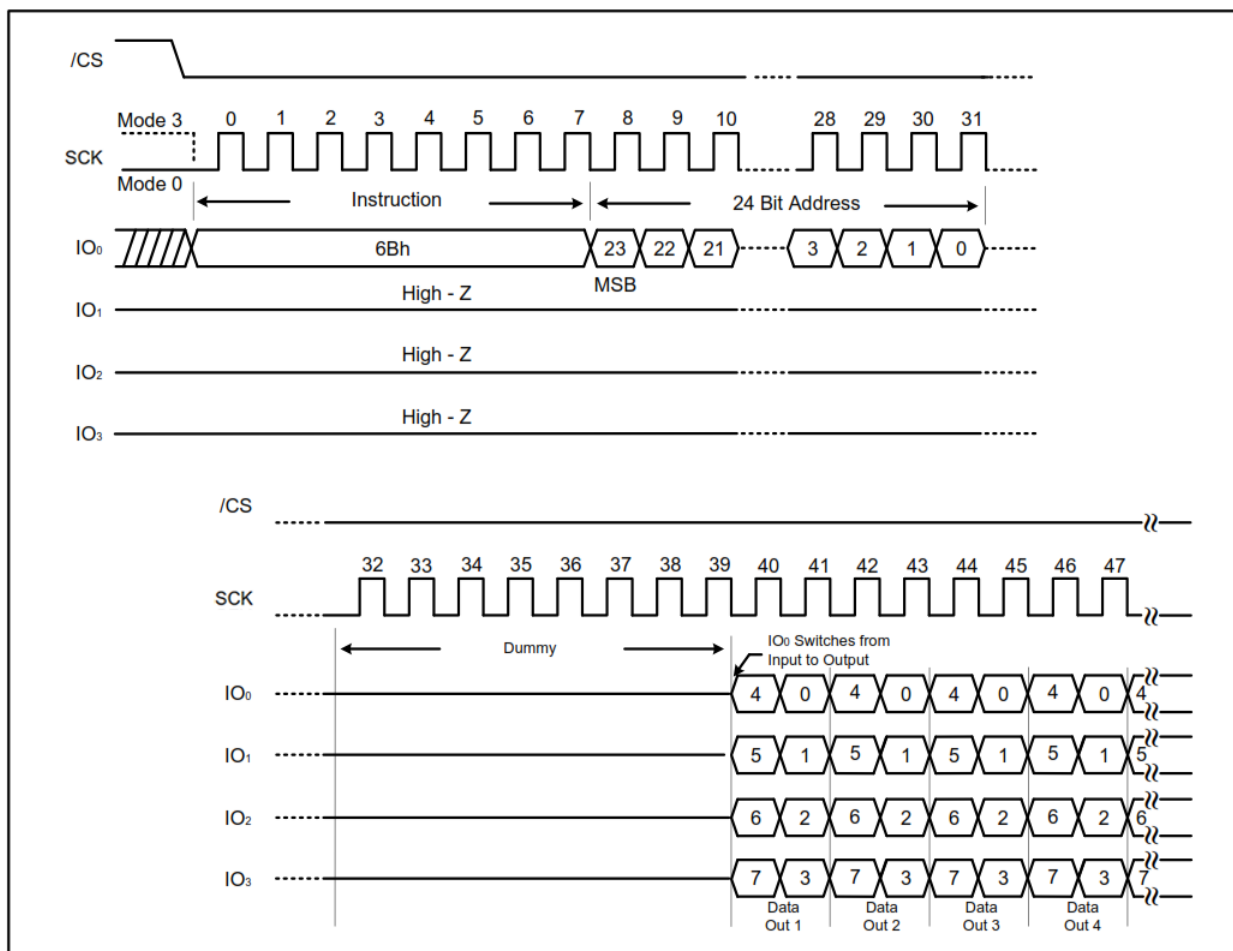 /CS
Mode 3 0 1 2 3 4 5 6 7 8 9 10 28 29 30 31
SCK
Mode 0
Instruction 24 Bit Address
IO0 6Bh 23 22 21 3 2 1 0
MSB
High - Z
IO1
High - Z
IO2
High - Z
IO3
/CS
32 33 34 35 36 37 38 39 40 41 42 43 44 45 46 47
SCK
Dummy
IO0 Switches from
Input to Output
IO0 4 0 4 0 4 0 4 0 4
IO1 5 1 5 1 5 1 5 1 5
IO2 6 2 6 2 6 2 6 2 6
IO3 7 3 7 3 7 3 7 3 7
Data Data Data Data
Out 1 Out 2 Out 3 Out 4